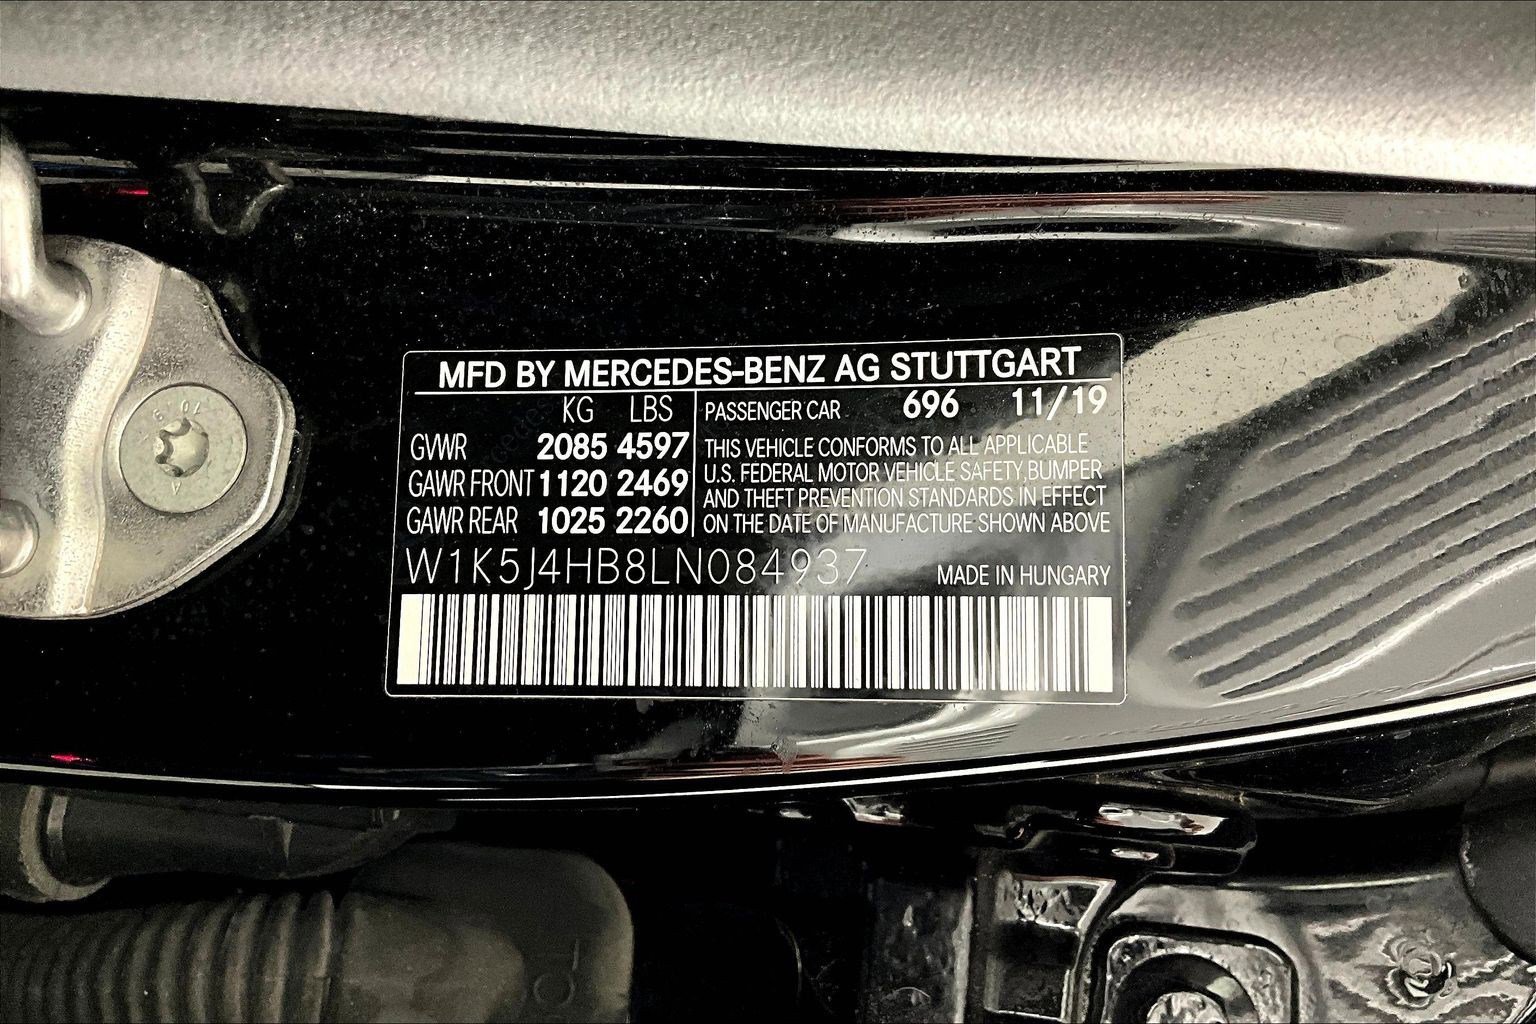 MFD BY MERCEDES-BENZ AG STUTTGART
KG LBS
GVWR 2085 4597
GAWR FRONT 1120 2469
GAWR REAR 1025 2260
PASSENGER CAR 696 11/19
THIS VEHICLE CONFORMS TO ALL APPLICABLE
U.S. FEDERAL MOTOR VEHICLE SAFETY,BUMPER
AND THEFT PREVENTION STANDARDS IN EFFECT
ON THE DATE OF MANUFACTURE SHOWN ABOVE
W1K5J4HB8LN084937
MADE IN HUNGARY